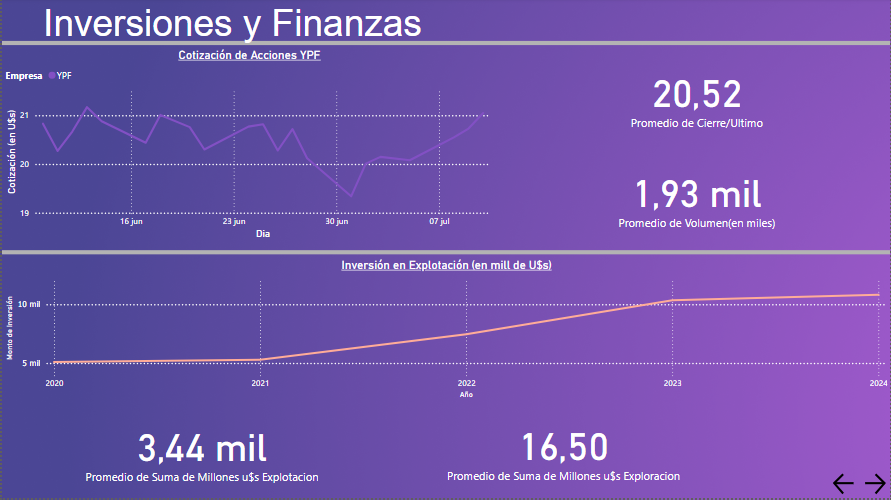 Inversiones y Finanzas
Cotización de Acciones YPF
Empresa YPF
Cotización (en U$s)
21
20
19
16 jun 23 jun 30 jun 07 jul
Dia
20,52
Promedio de Cierre/Ultimo
1,93 mil
Promedio de Volumen(en miles)
Inversión en Explotación (en mill de U$s)
Monto de Inversión
10 mil
5 mil
2020 2021 2022 2023 2024
Año
3,44 mil
Promedio de Suma de Millones u$s Explotacion
16,50
Promedio de Suma de Millones u$s Exploracion